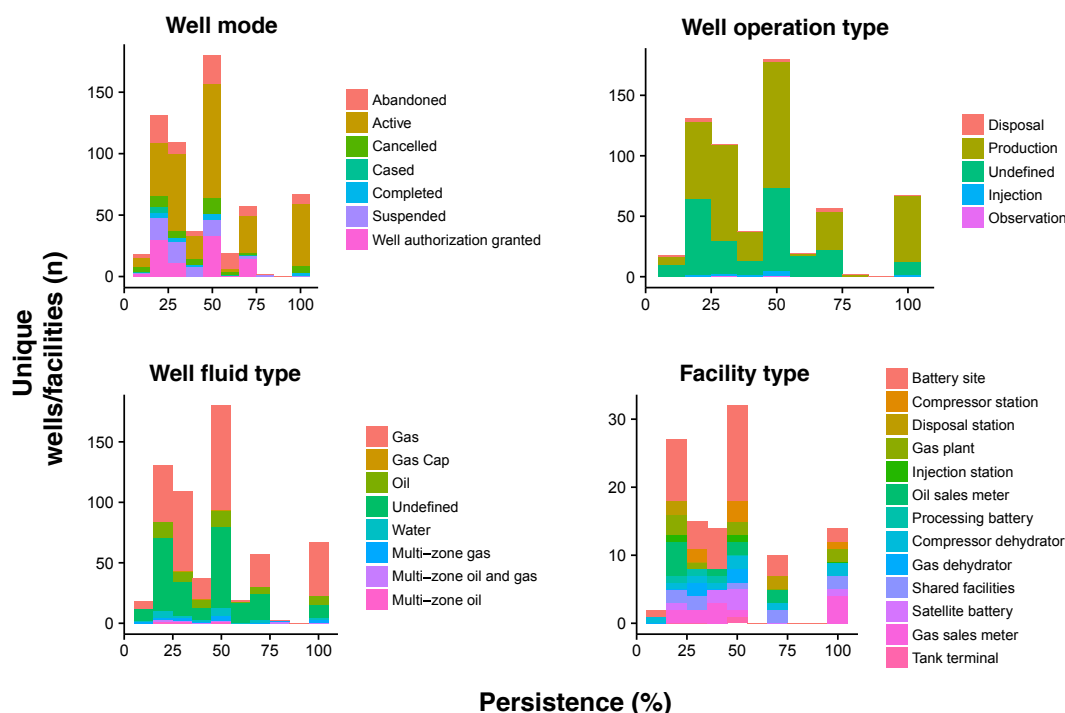 Well mode
150
100
50
0
0 25 50 75 100
Abandoned
Active
Cancelled
Cased
Completed
Suspended
Well authorization granted
Well operation type
150
100
50
0
0 25 50 75 100
Disposal
Production
Undefined
Injection
Observation
Unique
wells/facilities (n)
Well fluid type
150
100
50
0
0 25 50 75 100
Gas
Gas Cap
Oil
Undefined
Water
Multi−zone gas
Multi−zone oil and gas
Multi−zone oil
Facility type
30
20
10
0
0 25 50 75 100
Battery site
Compressor station
Disposal station
Gas plant
Injection station
Oil sales meter
Processing battery
Compressor dehydrator
Gas dehydrator
Shared facilities
Satellite battery
Gas sales meter
Tank terminal
Persistence (%)